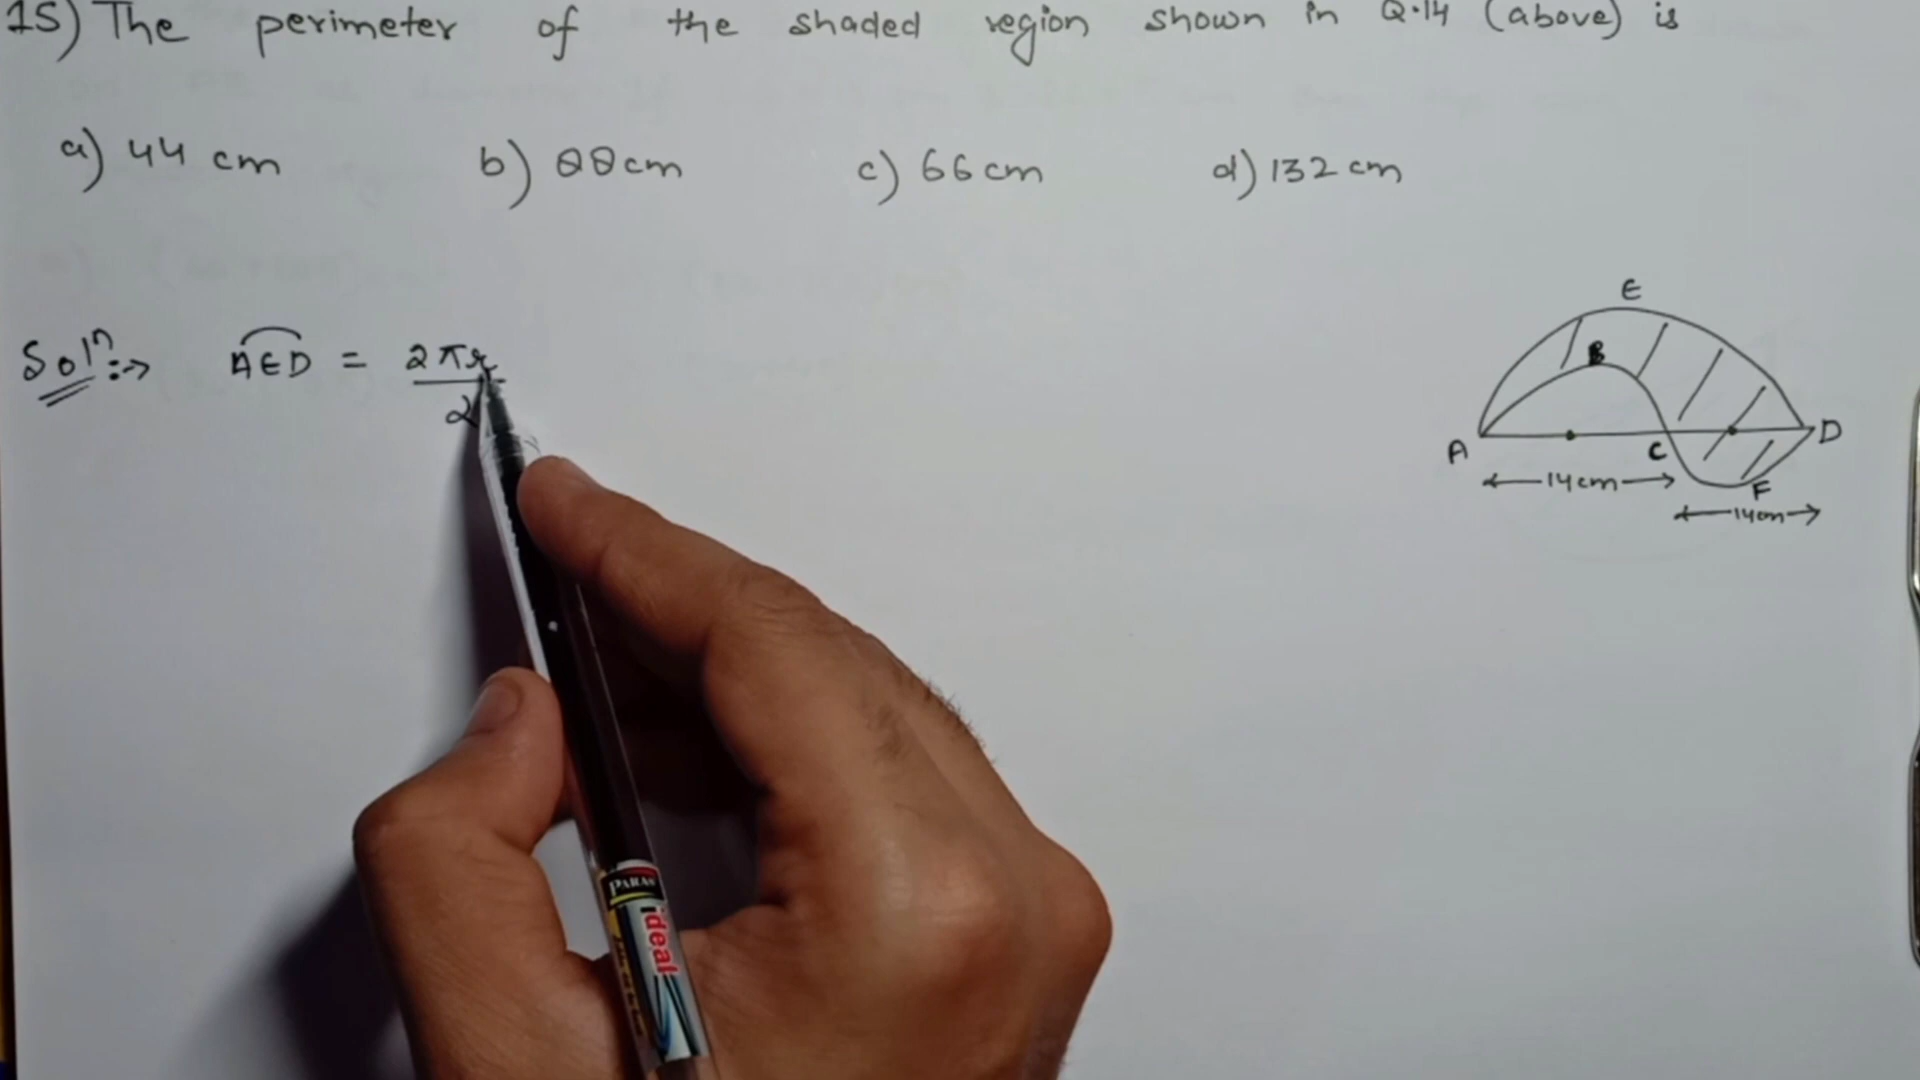 15) The perimeter of the shaded region shown in Q.14 (above) is
a) 44 cm b) 88 cm c) 66 cm d) 132 cm
Solⁿ :→ AED = 2πr
2
E
B
A C D
14cm F
14cm
PARAS
ideal